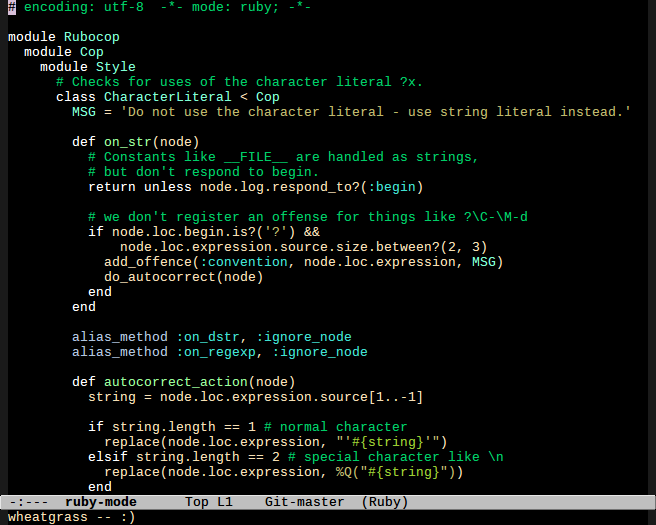 # encoding: utf-8  -*- mode: ruby; -*-

module Rubocop
  module Cop
    module Style
      # Checks for uses of the character literal ?x.
      class CharacterLiteral < Cop
        MSG = 'Do not use the character literal - use string literal instead.'

        def on_str(node)
          # Constants like __FILE__ are handled as strings,
          # but don't respond to begin.
          return unless node.log.respond_to?(:begin)

          # we don't register an offense for things like ?\C-\M-d
          if node.loc.begin.is?('?') &&
              node.loc.expression.source.size.between?(2, 3)
            add_offence(:convention, node.loc.expression, MSG)
            do_autocorrect(node)
          end
        end

        alias_method :on_dstr, :ignore_node
        alias_method :on_regexp, :ignore_node

        def autocorrect_action(node)
          string = node.loc.expression.source[1..-1]

          if string.length == 1 # normal character
            replace(node.loc.expression, "'#{string}'")
          elsif string.length == 2 # special character like \n
            replace(node.loc.expression, %Q("#{string}"))
          end
-:---  ruby-mode      Top L1    Git-master  (Ruby)
wheatgrass -- :)